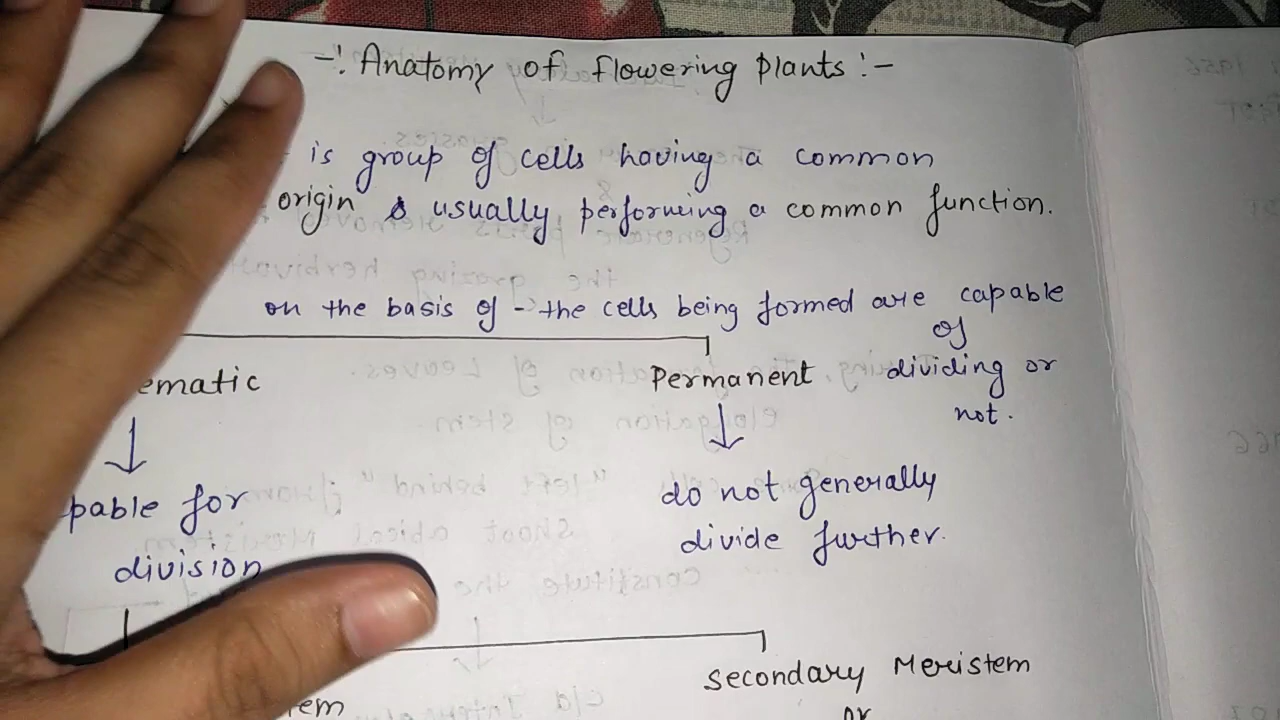 -: Anatomy of flowering plants :-
is group of cells having a common
origin & usually performing a common function.
on the basis of -> the cells being formed are capable
of
ematic
Permanent
dividing or
not.
pable for
division
do not generally
divide further.
em
secondary Meristem
or